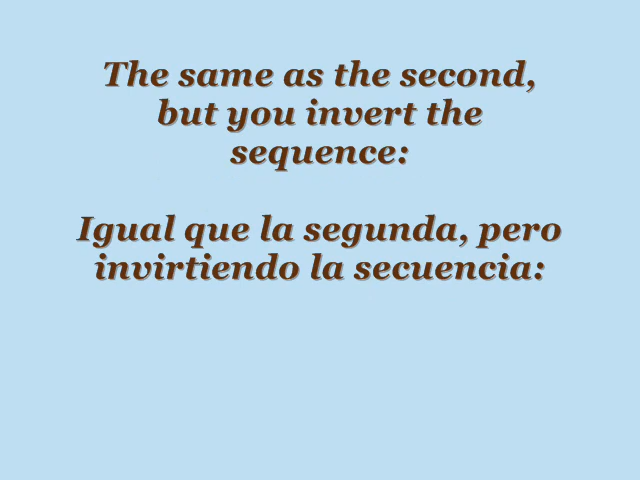 The same as the second,
but you invert the
sequence:
Igual que la segunda, pero
invirtiendo la secuencia: